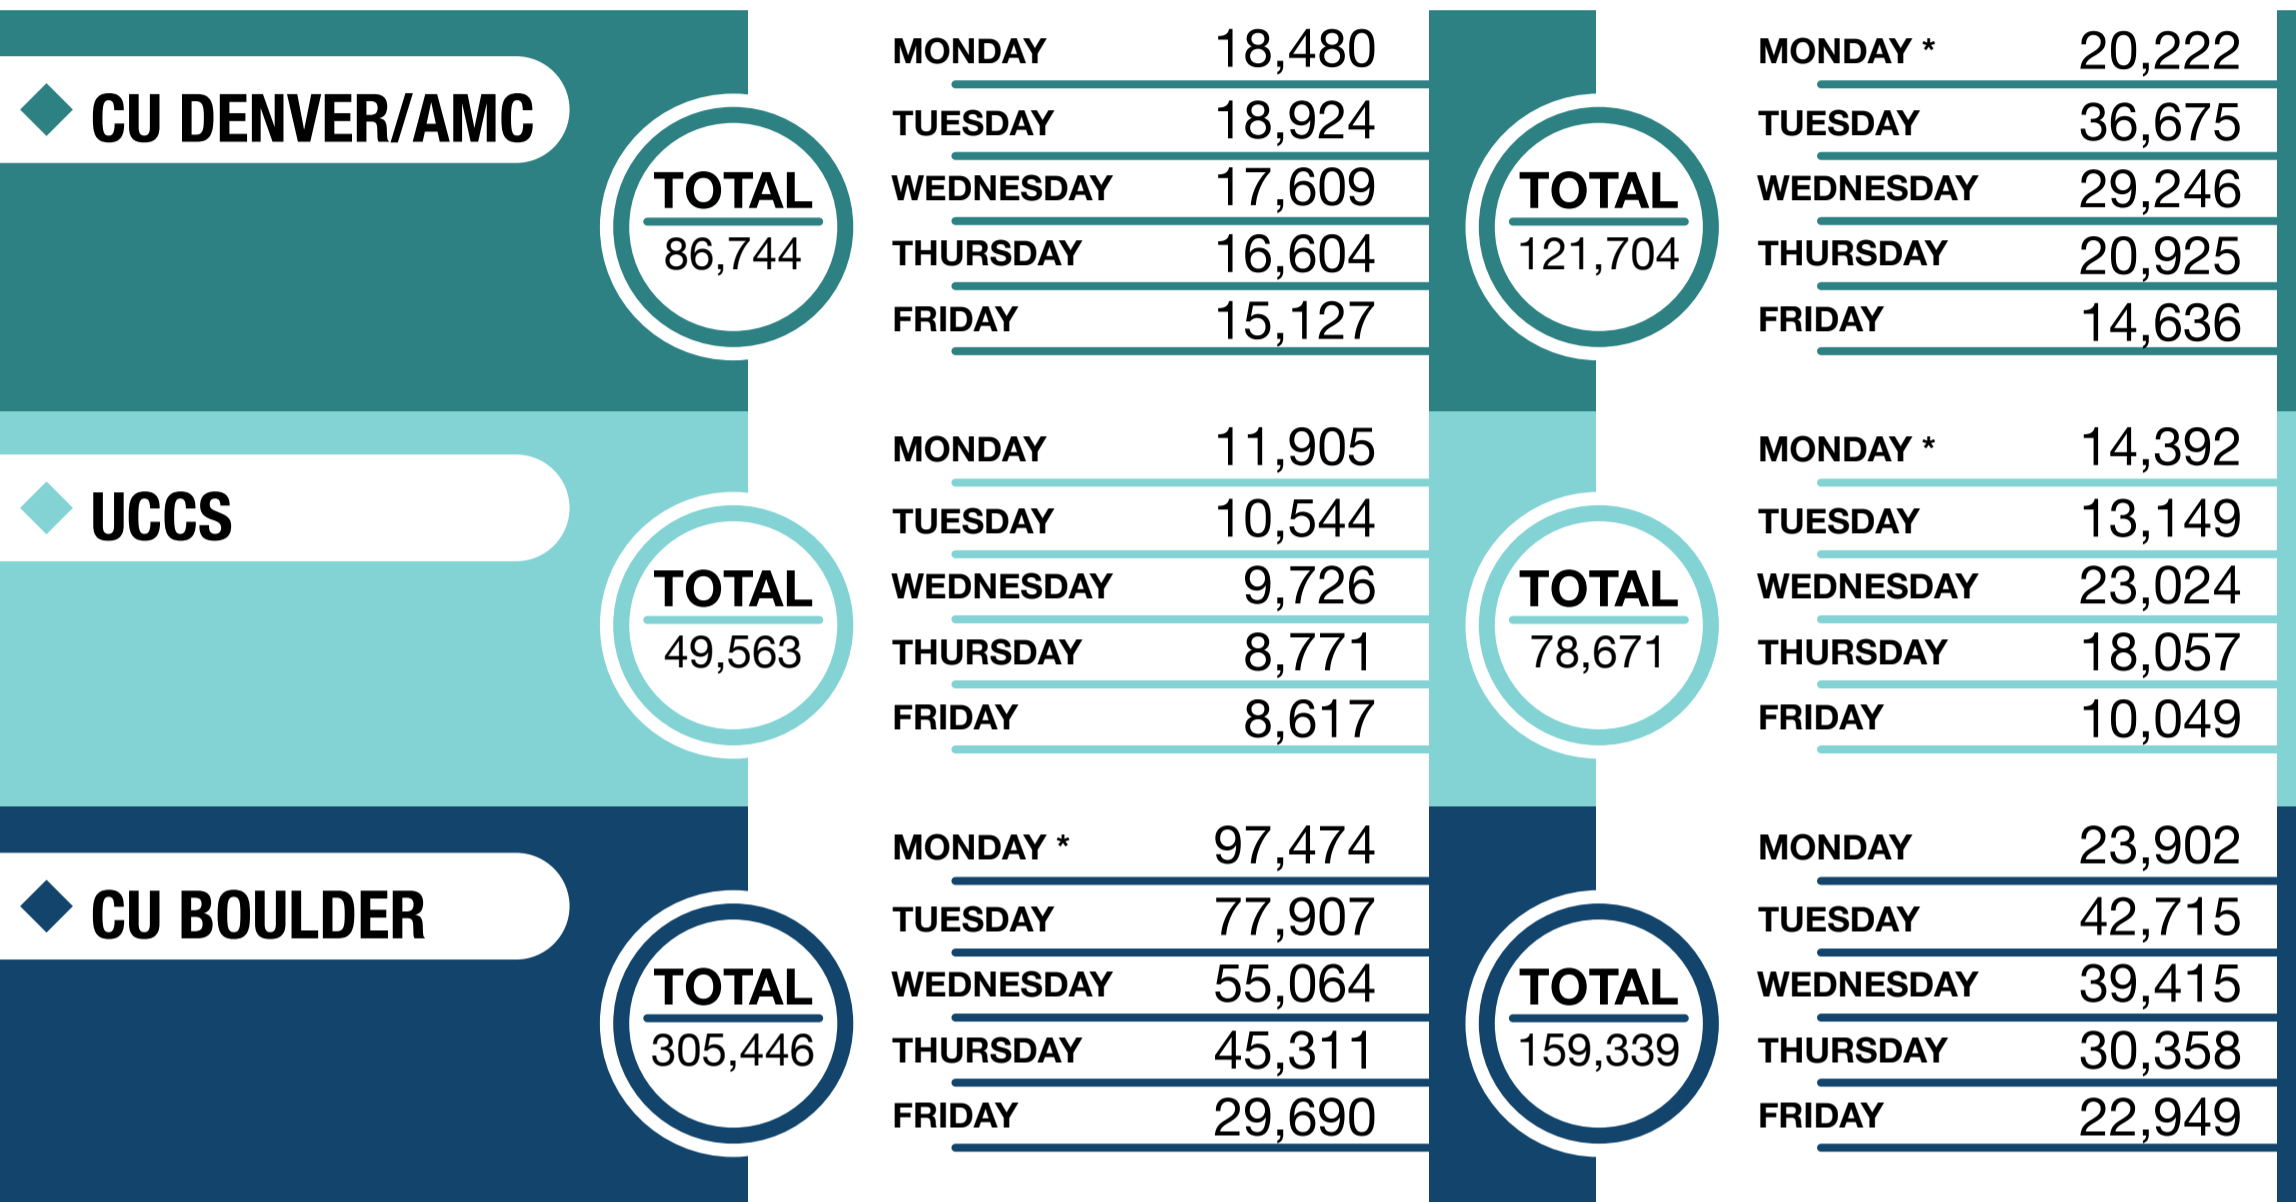 CU DENVER/AMC
TOTAL
86,744
MONDAY 18,480
TUESDAY 18,924
WEDNESDAY 17,609
THURSDAY 16,604
FRIDAY 15,127
TOTAL
121,704
MONDAY * 20,222
TUESDAY 36,675
WEDNESDAY 29,246
THURSDAY 20,925
FRIDAY 14,636
UCCS
TOTAL
49,563
MONDAY 11,905
TUESDAY 10,544
WEDNESDAY 9,726
THURSDAY 8,771
FRIDAY 8,617
TOTAL
78,671
MONDAY * 14,392
TUESDAY 13,149
WEDNESDAY 23,024
THURSDAY 18,057
FRIDAY 10,049
CU BOULDER
TOTAL
305,446
MONDAY * 97,474
TUESDAY 77,907
WEDNESDAY 55,064
THURSDAY 45,311
FRIDAY 29,690
TOTAL
159,339
MONDAY 23,902
TUESDAY 42,715
WEDNESDAY 39,415
THURSDAY 30,358
FRIDAY 22,949